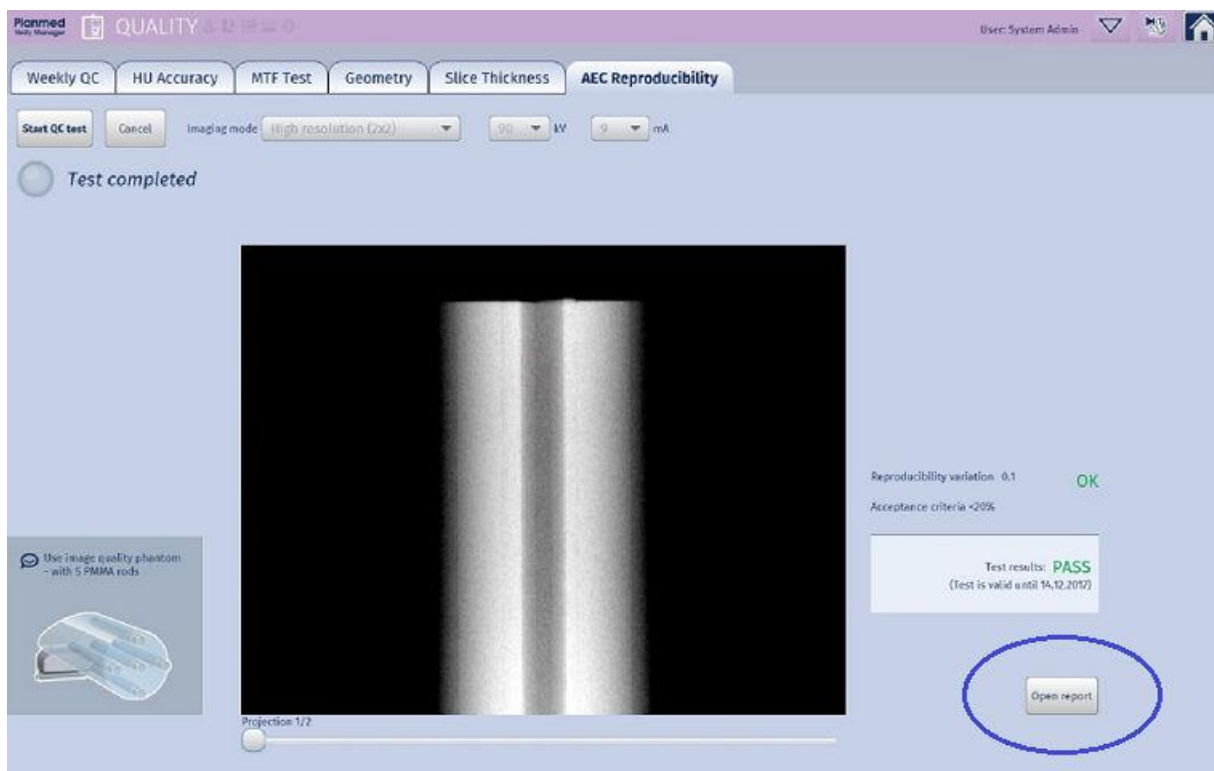 Planmed
Verity Manager
QUALITY
User: System Admin
Weekly QC
HU Accuracy
MTF Test
Geometry
Slice Thickness
AEC Reproducibility
Start QC test
Cancel
Imaging mode
High resolution (2x2)
90
kV
9
mA
Test completed
Reproducibility variation 0.1
OK
Acceptance criteria <20%
Use image quality phantom
- with 5 PMMA rods
Test results: PASS
(Test is valid until 14.12.2017)
Open report
Projection 1/2